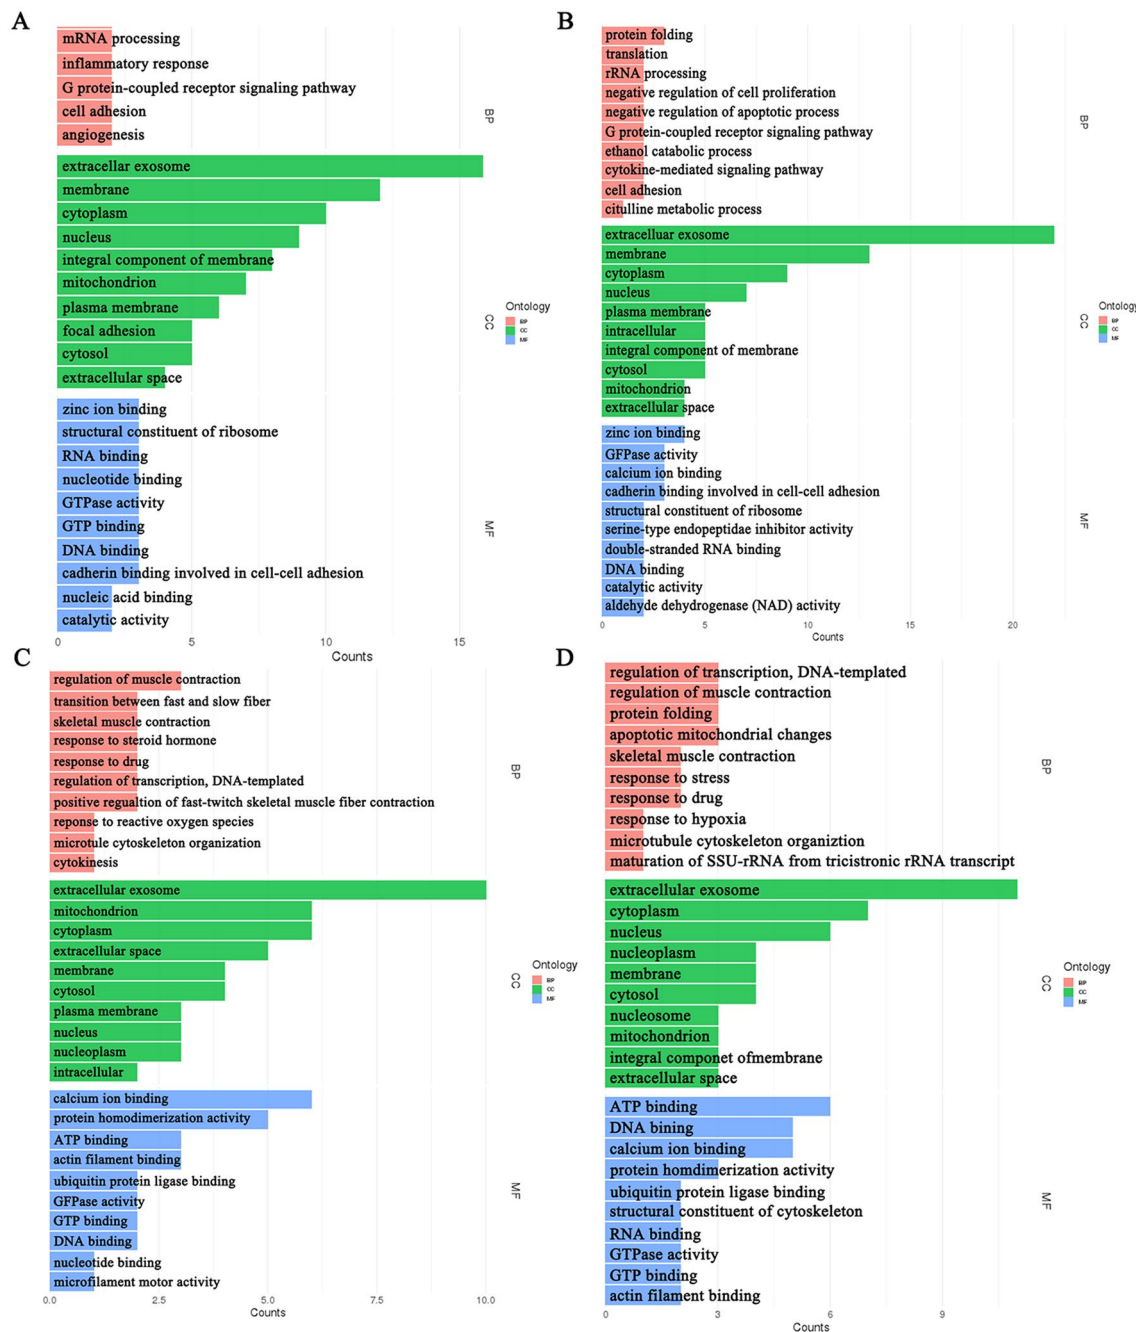 A
mRNA processing
inflammatory response
G protein-coupled receptor signaling pathway
cell adhesion
angiogenesis
BP
extracellar exosome
membrane
cytoplasm
nucleus
integral component of membrane
mitochondrion
plasma membrane
focal adhesion
cytosol
extracellular space
CC
zinc ion binding
structural constituent of ribosome
RNA binding
nucleotide binding
GTPase activity
GTP binding
DNA binding
cadherin binding involved in cell-cell adhesion
nucleic acid binding
catalytic activity
MF
0 5 10 15
Counts
Ontology
BP
CC
MF
B
protein folding
translation
rRNA processing
negative regulation of cell proliferation
negative regulation of apoptotic process
G protein-coupled receptor signaling pathway
ethanol catabolic process
cytokine-mediated signaling pathway
cell adhesion
citulline metabolic process
BP
extracelluar exosome
membrane
cytoplasm
nucleus
plasma membrane
intracellular
integral component of membrane
cytosol
mitochondrion
extracellular space
CC
zinc ion binding
GFPase activity
calcium ion binding
cadherin binding involved in cell-cell adhesion
structural constituent of ribosome
serine-type endopeptidae inhibitor activity
double-stranded RNA binding
DNA binding
catalytic activity
aldehyde dehydrogenase (NAD) activity
MF
0 5 10 15 20
Counts
Ontology
BP
CC
MF
C
regulation of muscle contraction
transition between fast and slow fiber
skeletal muscle contraction
response to steroid hormone
response to drug
regulation of transcription, DNA-templated
positive regualtion of fast-twitch skeletal muscle fiber contraction
reponse to reactive oxygen species
microtule cytoskeleton organization
cytokinesis
BP
extracellular exosome
mitochondrion
cytoplasm
extracellular space
membrane
cytosol
plasma membrane
nucleus
nucleoplasm
intracellular
CC
calcium ion binding
protein homodimerization activity
ATP binding
actin filament binding
ubiquitin protein ligase binding
GFPase activity
GTP binding
DNA binding
nucleotide binding
microfilament motor activity
MF
0.0 2.5 5.0 7.5 10.0
Counts
Ontology
BP
CC
MF
D
regulation of transcription, DNA-templated
regulation of muscle contraction
protein folding
apoptotic mitochondrial changes
skeletal muscle contraction
response to stress
response to drug
response to hypoxia
microtubule cytoskeleton organiztion
maturation of SSU-rRNA from tricistronic rRNA transcript
BP
extracellular exosome
cytoplasm
nucleus
nucleoplasm
membrane
cytosol
nucleosome
mitochondrion
integral componet ofmembrane
extracellular space
CC
ATP binding
DNA bining
calcium ion binding
protein homdimerization activity
ubiquitin protein ligase binding
structural constituent of cytoskeleton
RNA binding
GTPase activity
GTP binding
actin filament binding
MF
0 3 6 9
Counts
Ontology
BP
CC
MF